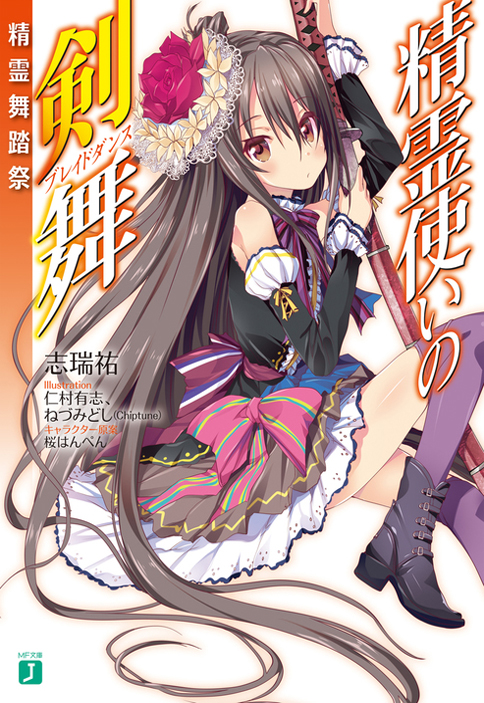 精霊使いの
剣舞
ブレイドダンス
精霊舞踏祭
志瑞祐
Illustration
仁村有志、
ねづみどし(Chiptune)
キャラクター原案
桜はんぺん
MF文庫
J